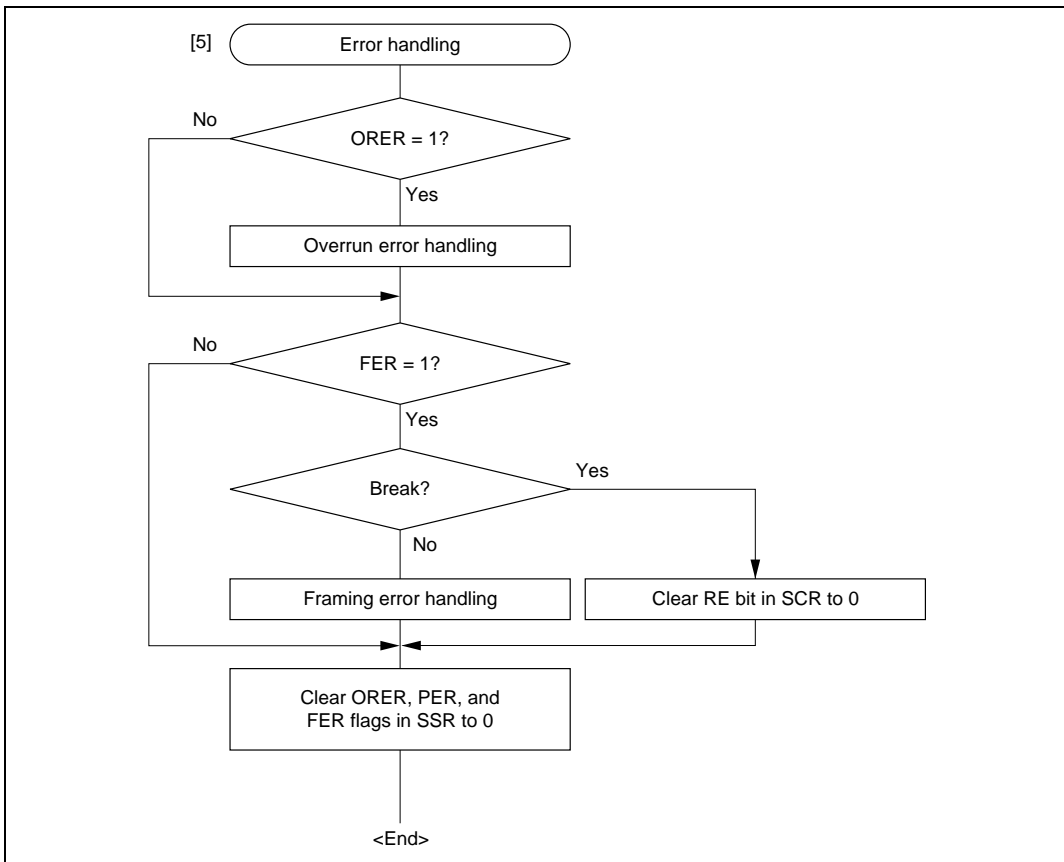 [5] Error handling
No
ORER = 1?
Yes
Overrun error handling
No
FER = 1?
Yes
Break?
Yes
No
Framing error handling
Clear RE bit in SCR to 0
Clear ORER, PER, and
FER flags in SSR to 0
<End>